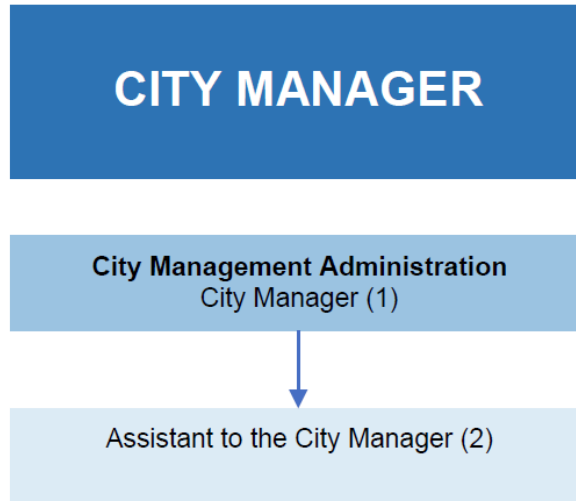 CITY MANAGER
City Management Administration
City Manager (1)
Assistant to the City Manager (2)